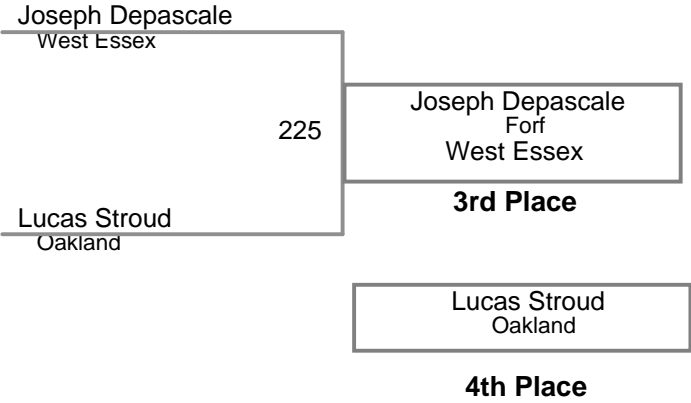 Joseph Depascale
West Essex
225
Joseph Depascale
Forf
West Essex
3rd Place
Lucas Stroud
Oakland
Lucas Stroud
Oakland
4th Place